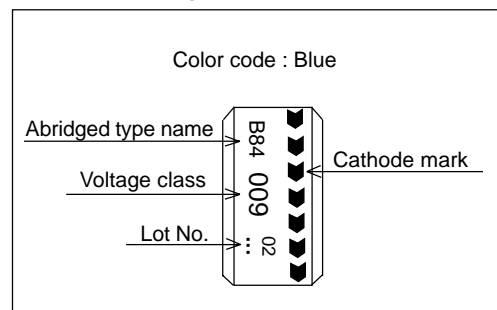 Color code : Blue
Abridged type name
B84
Cathode mark
Voltage class
009
Lot No.
02